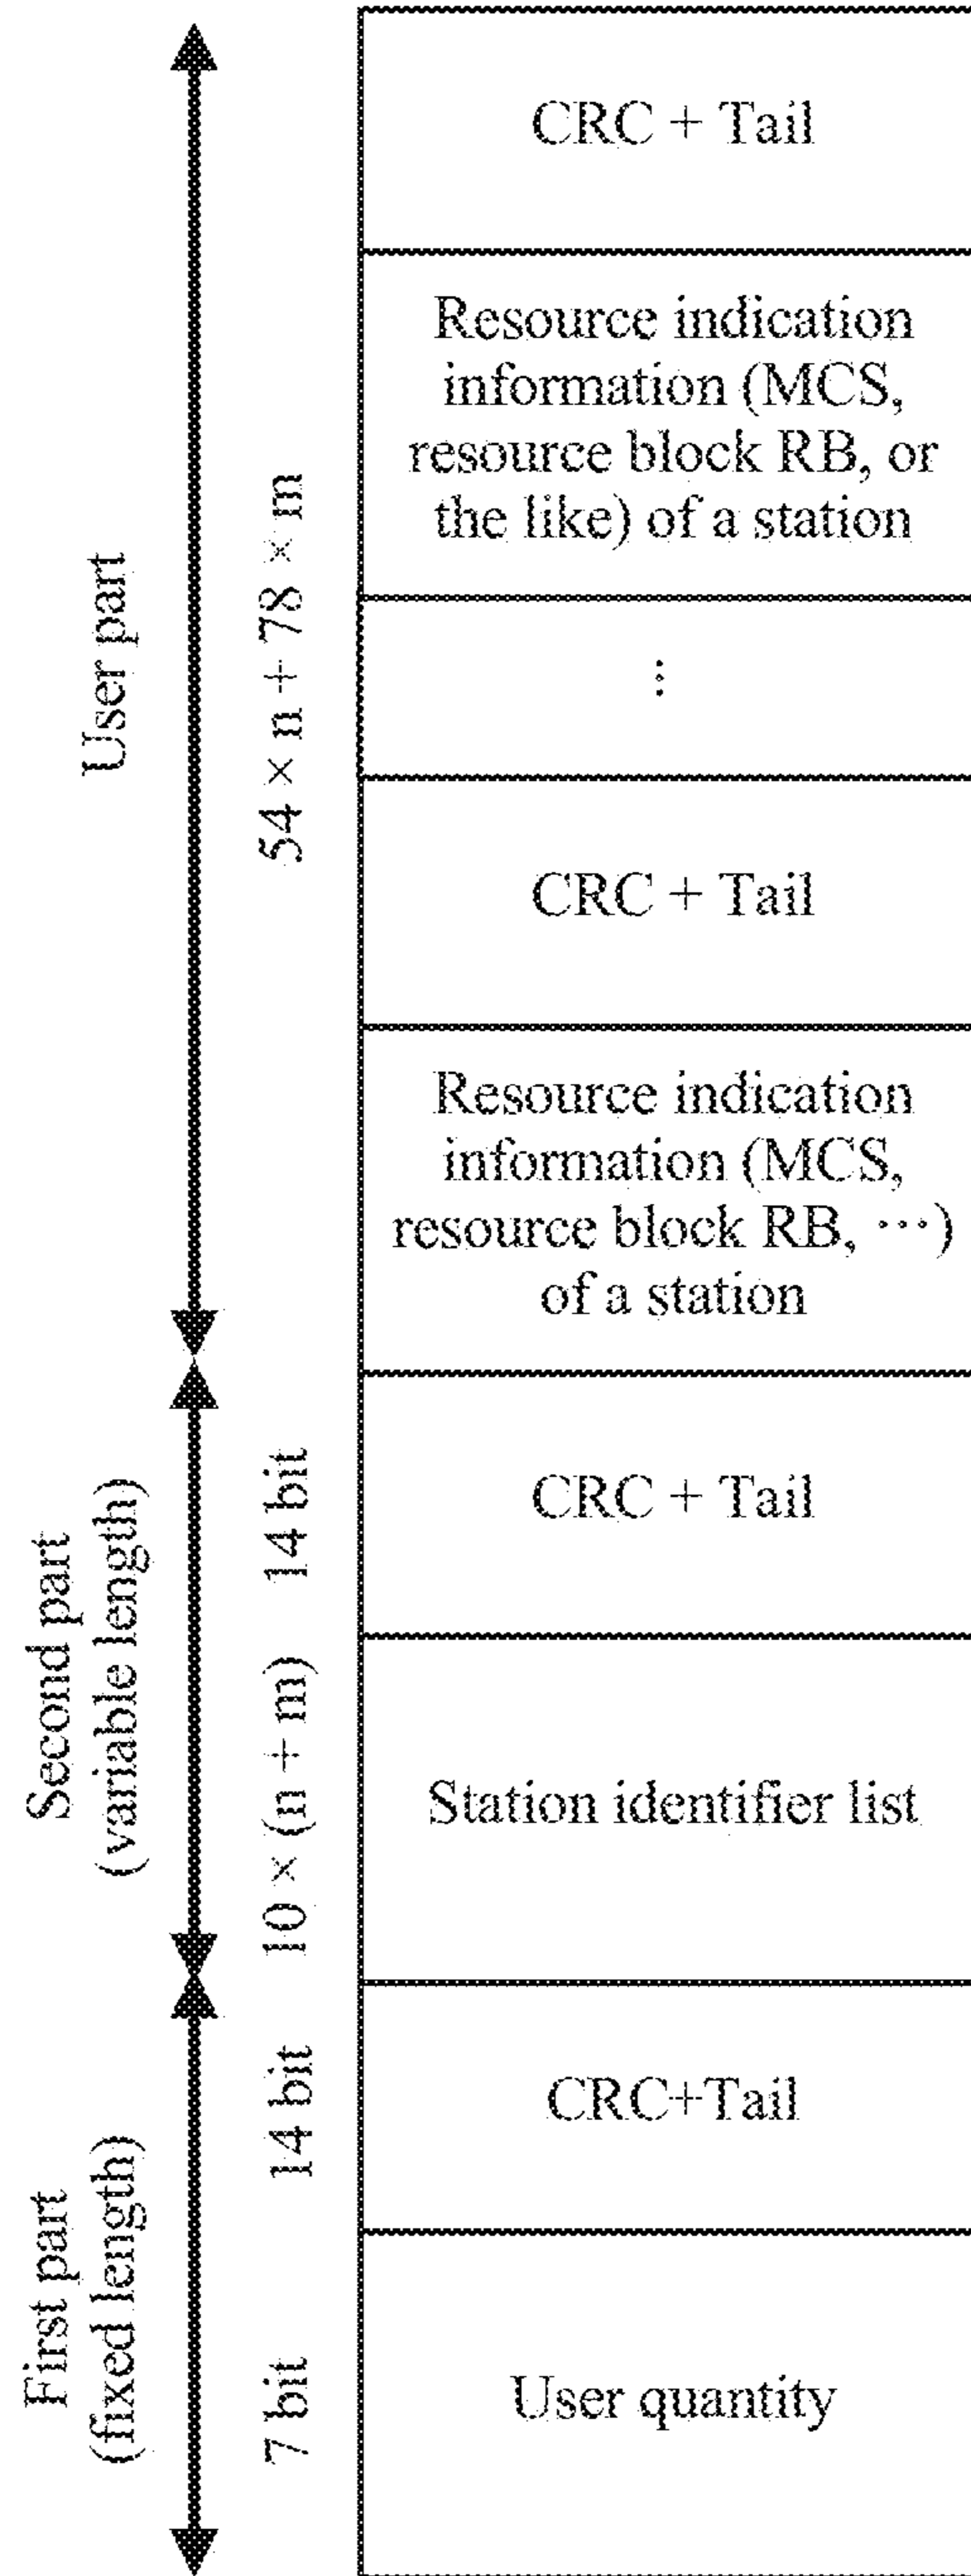 CRC + Tail
Resource indication
information (MCS,
resource block RB, or
the like) of a station
⋮
CRC + Tail
Resource indication
information (MCS,
resource block RB, ⋯)
of a station
CRC + Tail
Station identifier list
CRC+Tail
User quantity
User part
54 × n + 78 × m
Second part
(variable length)
14 bit
10 × (n + m)
First part
(fixed length)
14 bit
7 bit